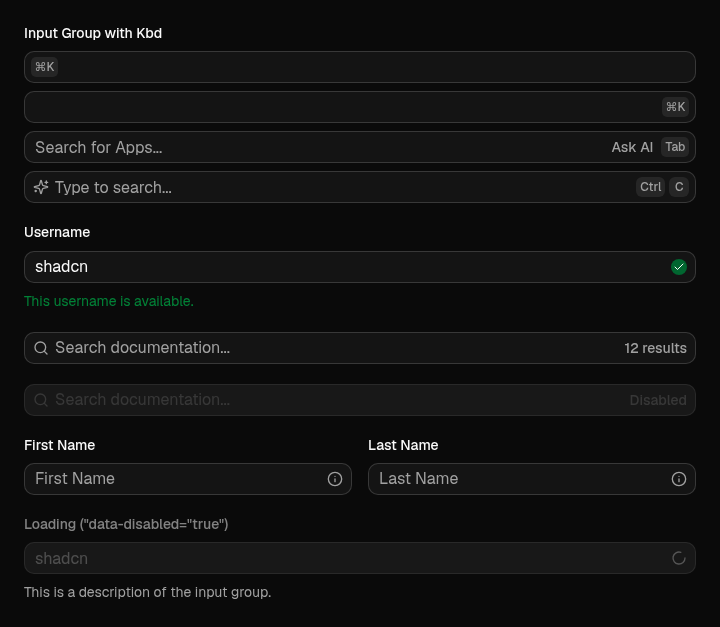 Input Group with Kbd
⌘K
⌘K
Search for Apps... Ask AI Tab
Type to search... Ctrl C
Username
shadcn
This username is available.
Search documentation... 12 results
Search documentation... Disabled
First Name Last Name
First Name Last Name
Loading ("data-disabled="true")
shadcn
This is a description of the input group.